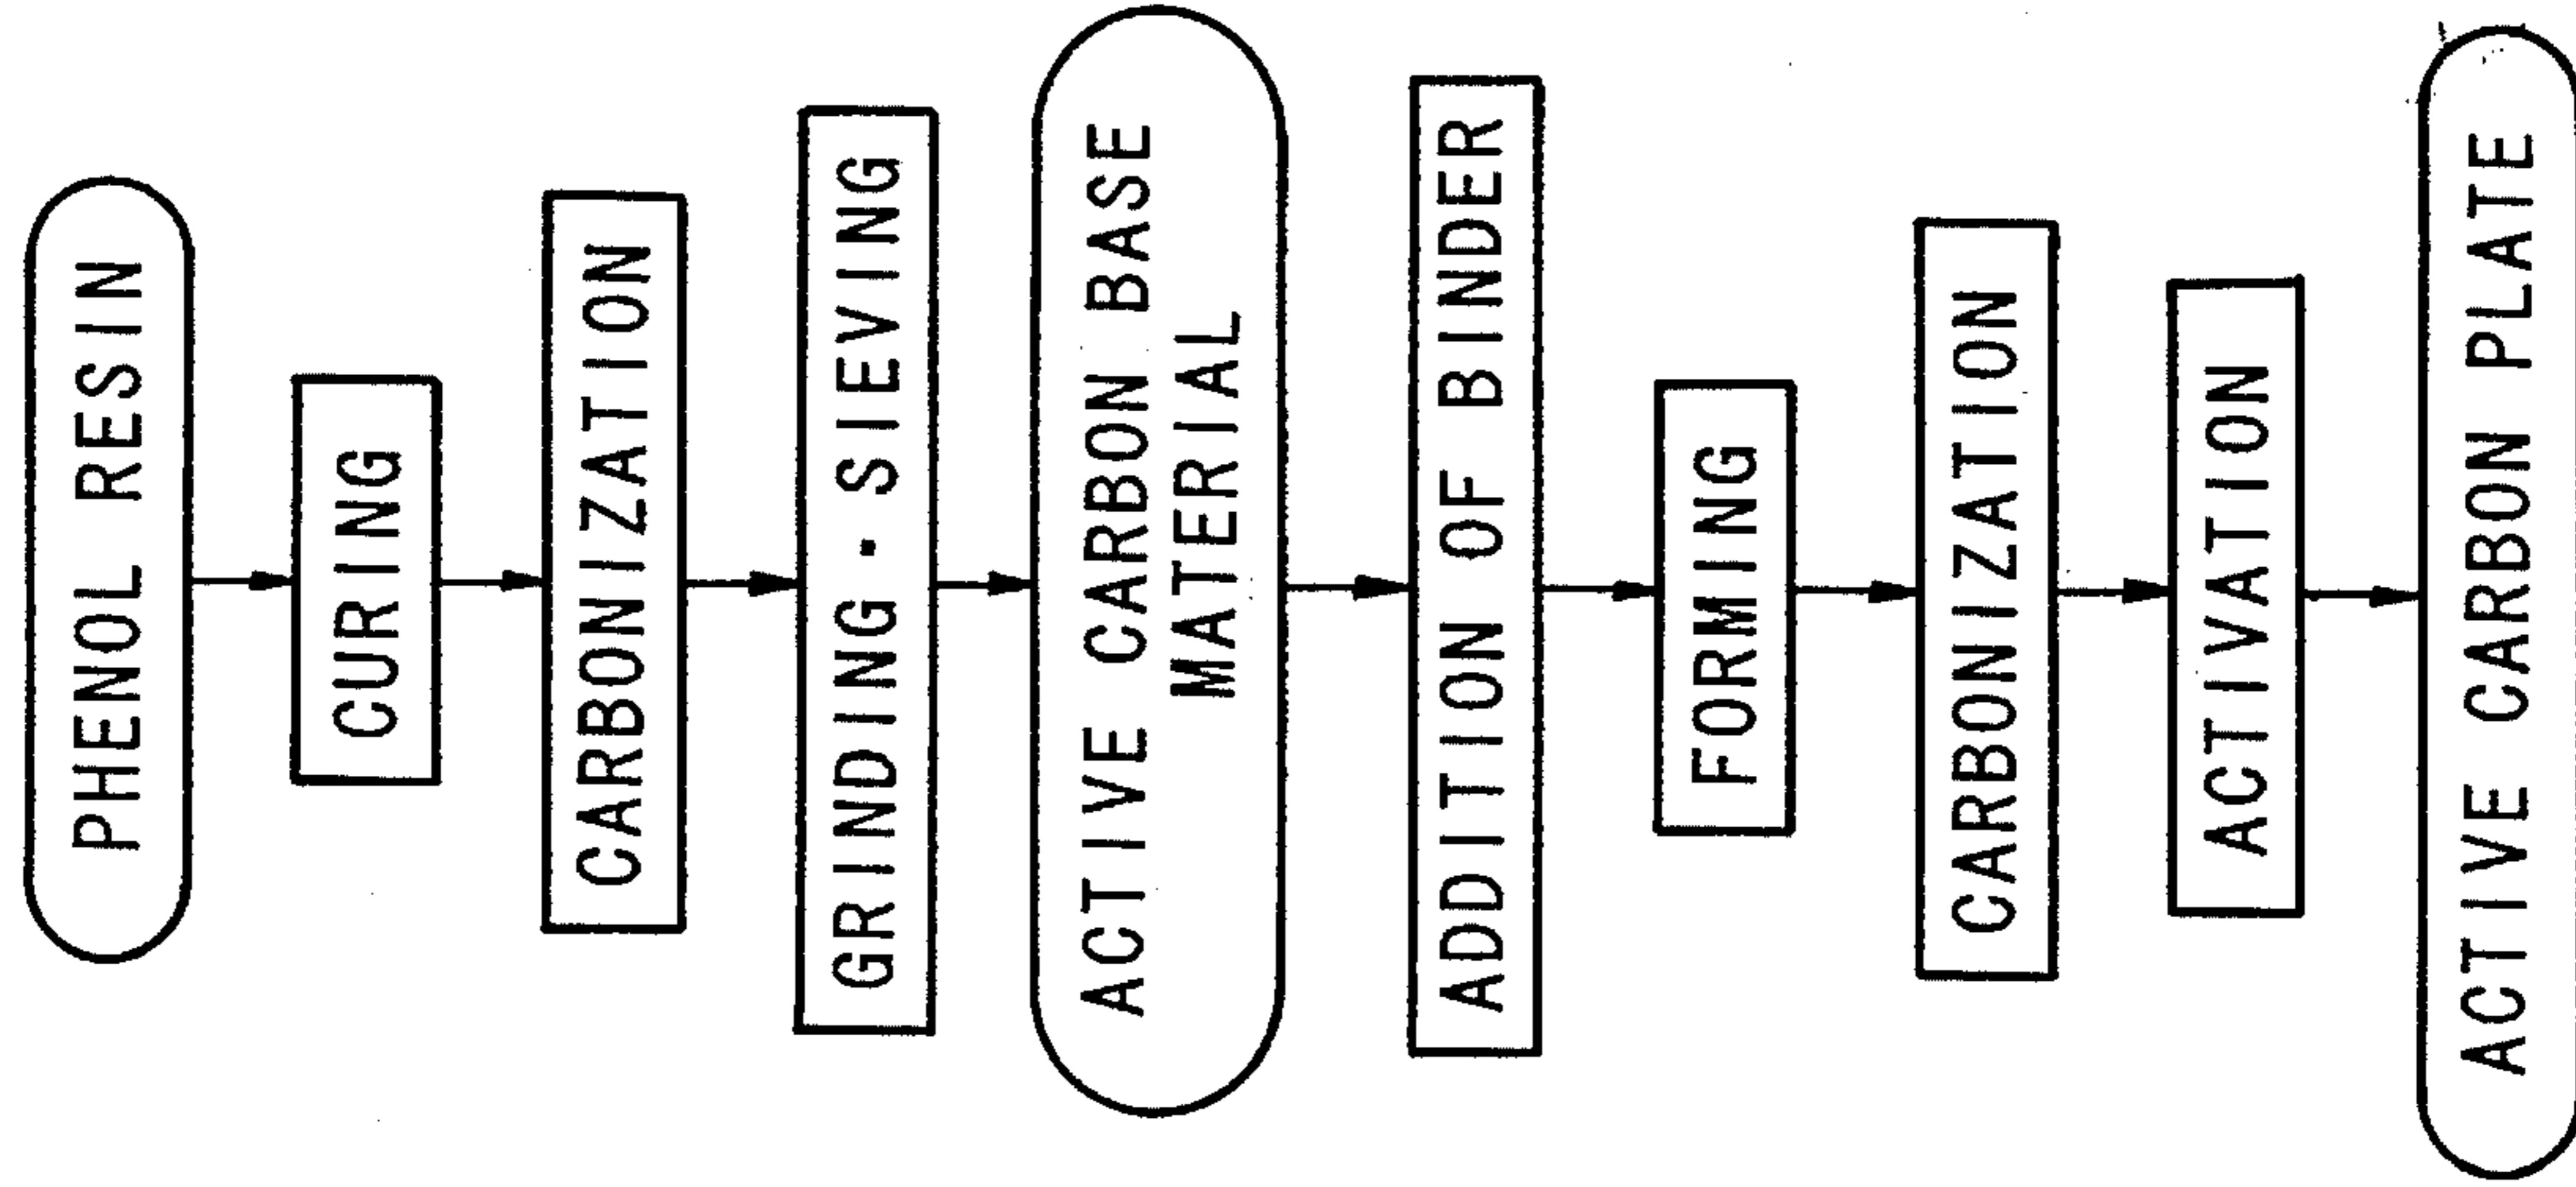 PHENOL RESIN
CURING
CARBONIZATION
GRINDING · SIEVING
ACTIVE CARBON BASE
MATERIAL
ADDITION OF BINDER
FORMING
CARBONIZATION
ACTIVATION
ACTIVE CARBON PLATE